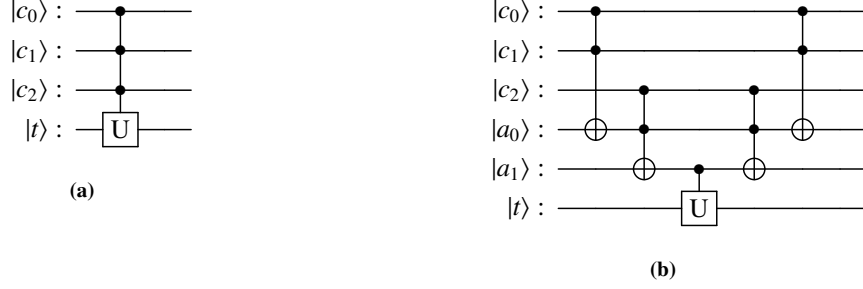 |c₀⟩ :
|c₁⟩ :
|c₂⟩ :
|t⟩ :
U
(a)
|c₀⟩ :
|c₁⟩ :
|c₂⟩ :
|a₀⟩ :
|a₁⟩ :
|t⟩ :
U
(b)